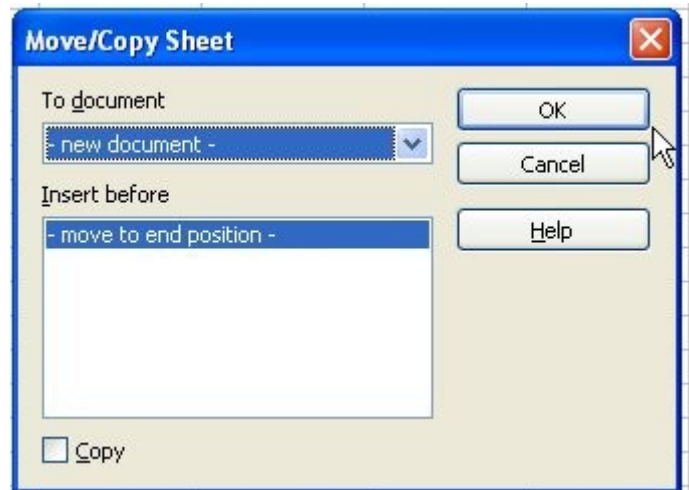 Move/Copy Sheet
To document
- new document -
Insert before
- move to end position -
Copy
OK
Cancel
Help